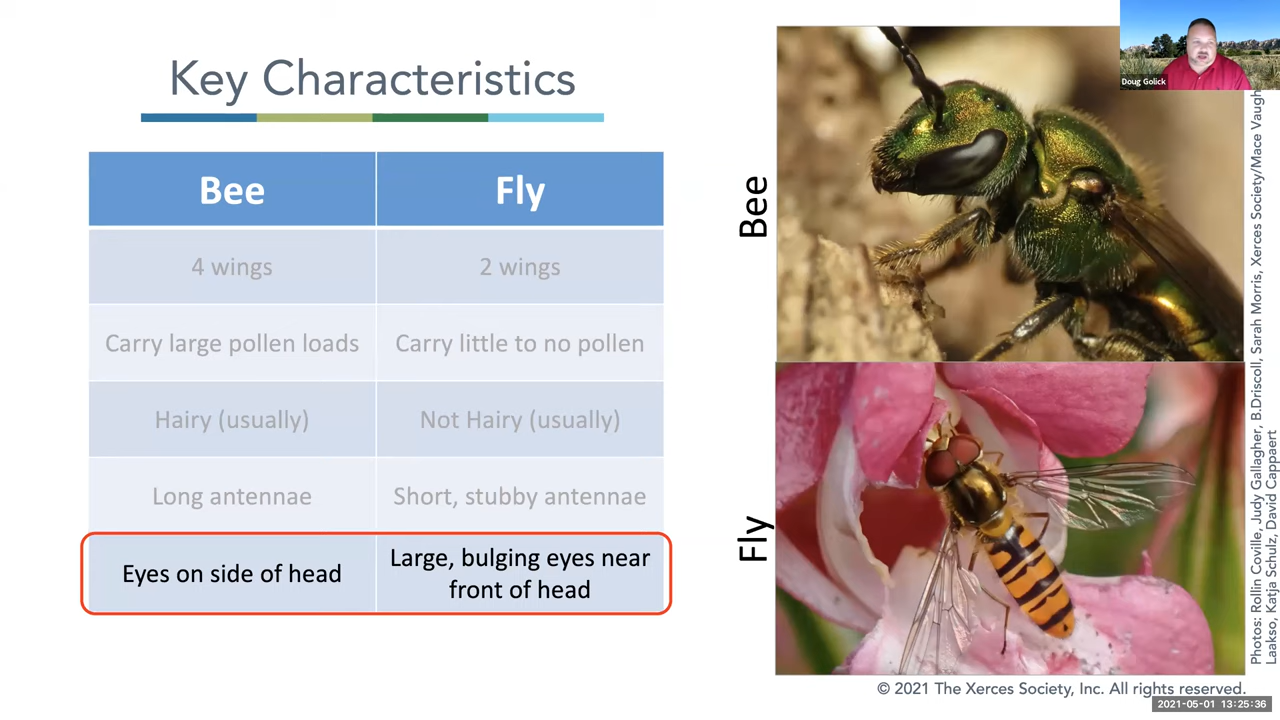 Key Characteristics
Bee
Fly
4 wings
2 wings
Carry large pollen loads
Carry little to no pollen
Hairy (usually)
Not Hairy (usually)
Long antennae
Short, stubby antennae
Eyes on side of head
Large, bulging eyes near
front of head
Bee
Fly
Doug Golick
Photos: Rollin Coville, Judy Gallagher, B.Driscoll, Sarah Morris, Xerces Society/Mace Vaugh
Laakso, Katja Schulz, David Cappaert
© 2021 The Xerces Society, Inc. All rights reserved.
2021-05-01 13:25:36